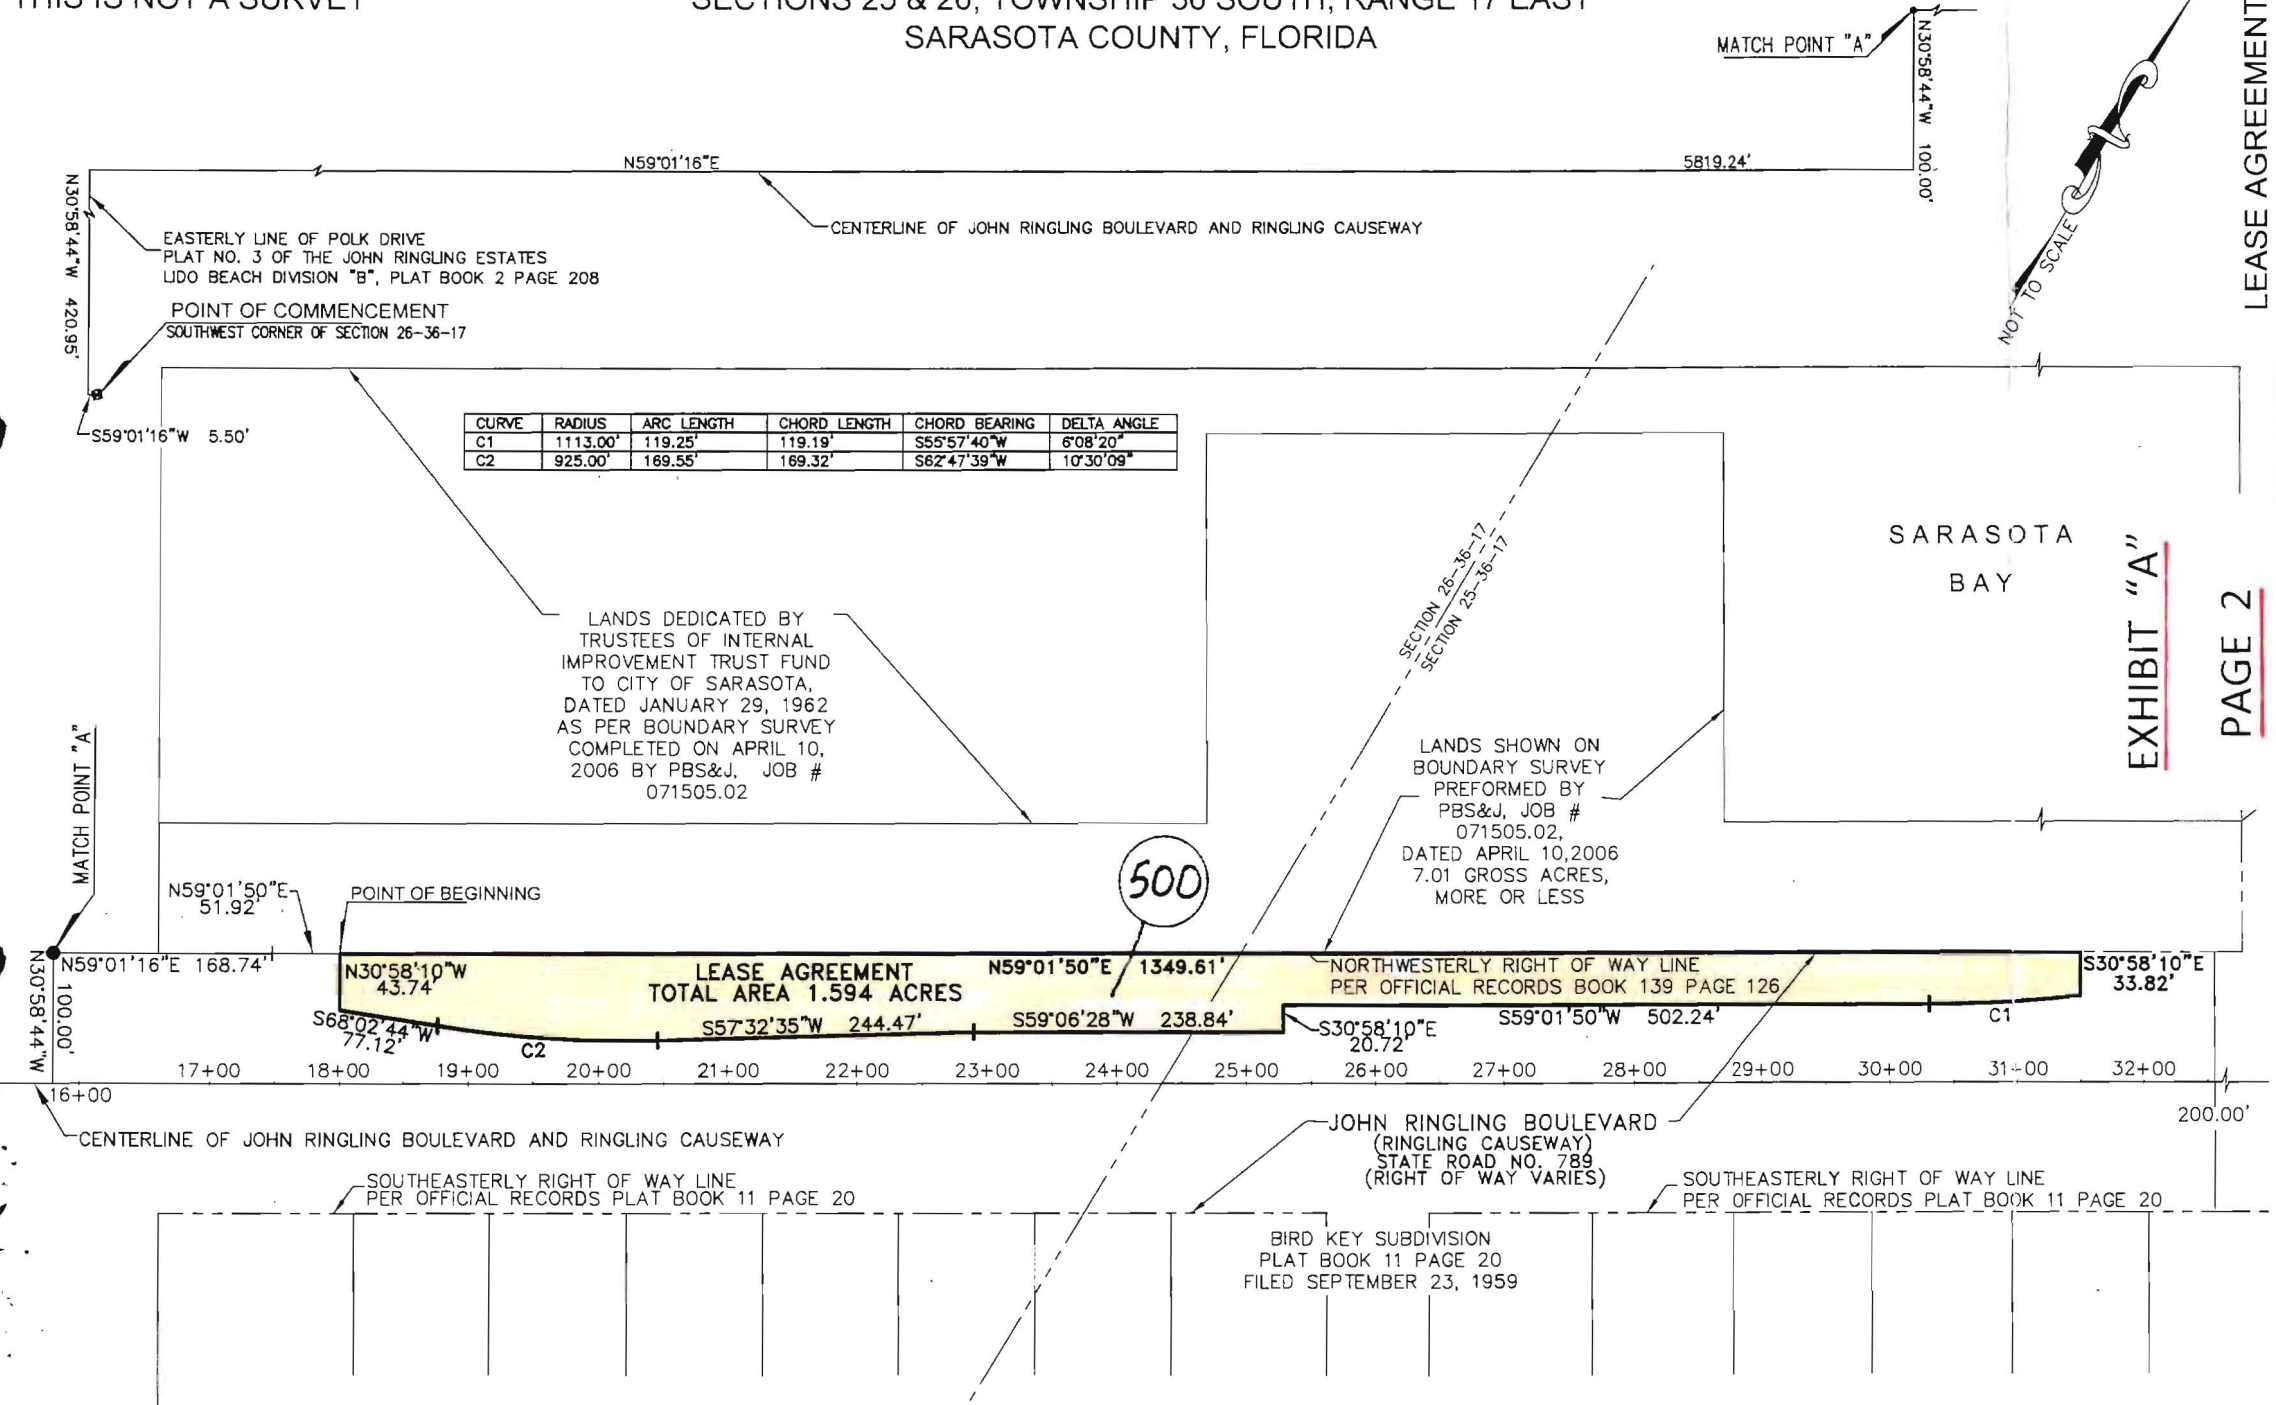 THIS IS NOT A SURVEY
SECTIONS 25 & 26, TOWNSHIP 36 SOUTH, RANGE 17 EAST
SARASOTA COUNTY, FLORIDA
MATCH POINT "A"
N30°58'44"W 100.00'
LEASE AGREEMENT
NOT TO SCALE
N59°01'16"E
5819.24'
CENTERLINE OF JOHN RINGLING BOULEVARD AND RINGLING CAUSEWAY
N30°58'44"W 420.95'
EASTERLY LINE OF POLK DRIVE
PLAT NO. 3 OF THE JOHN RINGLING ESTATES
LIDO BEACH DIVISION "B", PLAT BOOK 2 PAGE 208
POINT OF COMMENCEMENT
SOUTHWEST CORNER OF SECTION 26-36-17
S59°01'16"W 5.50'
CURVE RADIUS ARC LENGTH CHORD LENGTH CHORD BEARING DELTA ANGLE
C1 1113.00' 119.25' 119.19' S55°57'40"W 6°08'20"
C2 925.00' 169.55' 169.32' S62°47'39"W 10°30'09"
SECTION 26-36-17
SECTION 25-36-17
SARASOTA
BAY
EXHIBIT "A"
PAGE 2
LANDS DEDICATED BY
TRUSTEES OF INTERNAL
IMPROVEMENT TRUST FUND
TO CITY OF SARASOTA,
DATED JANUARY 29, 1962
AS PER BOUNDARY SURVEY
COMPLETED ON APRIL 10,
2006 BY PBS&J, JOB #
071505.02
LANDS SHOWN ON
BOUNDARY SURVEY
PREFORMED BY
PBS&J, JOB #
071505.02,
DATED APRIL 10,2006
7.01 GROSS ACRES,
MORE OR LESS
MATCH POINT "A"
N59°01'50"E
51.92'
POINT OF BEGINNING
500
N59°01'16"E 168.74'
N30°58'44"W 100.00'
N30°58'10"W
43.74'
LEASE AGREEMENT
TOTAL AREA 1.594 ACRES
N59°01'50"E 1349.61'
NORTHWESTERLY RIGHT OF WAY LINE
PER OFFICIAL RECORDS BOOK 139 PAGE 126
S30°58'10"E
33.82'
S68°02'44"W
77.12'
C2
S57°32'35"W 244.47'
S59°06'28"W 238.84'
S30°58'10"E
20.72'
S59°01'50"W 502.24'
C1
16+00 17+00 18+00 19+00 20+00 21+00 22+00 23+00 24+00 25+00 26+00 27+00 28+00 29+00 30+00 31+00 32+00
200.00'
CENTERLINE OF JOHN RINGLING BOULEVARD AND RINGLING CAUSEWAY
JOHN RINGLING BOULEVARD
(RINGLING CAUSEWAY)
STATE ROAD NO. 789
(RIGHT OF WAY VARIES)
SOUTHEASTERLY RIGHT OF WAY LINE
PER OFFICIAL RECORDS PLAT BOOK 11 PAGE 20
SOUTHEASTERLY RIGHT OF WAY LINE
PER OFFICIAL RECORDS PLAT BOOK 11 PAGE 20
BIRD KEY SUBDIVISION
PLAT BOOK 11 PAGE 20
FILED SEPTEMBER 23, 1959